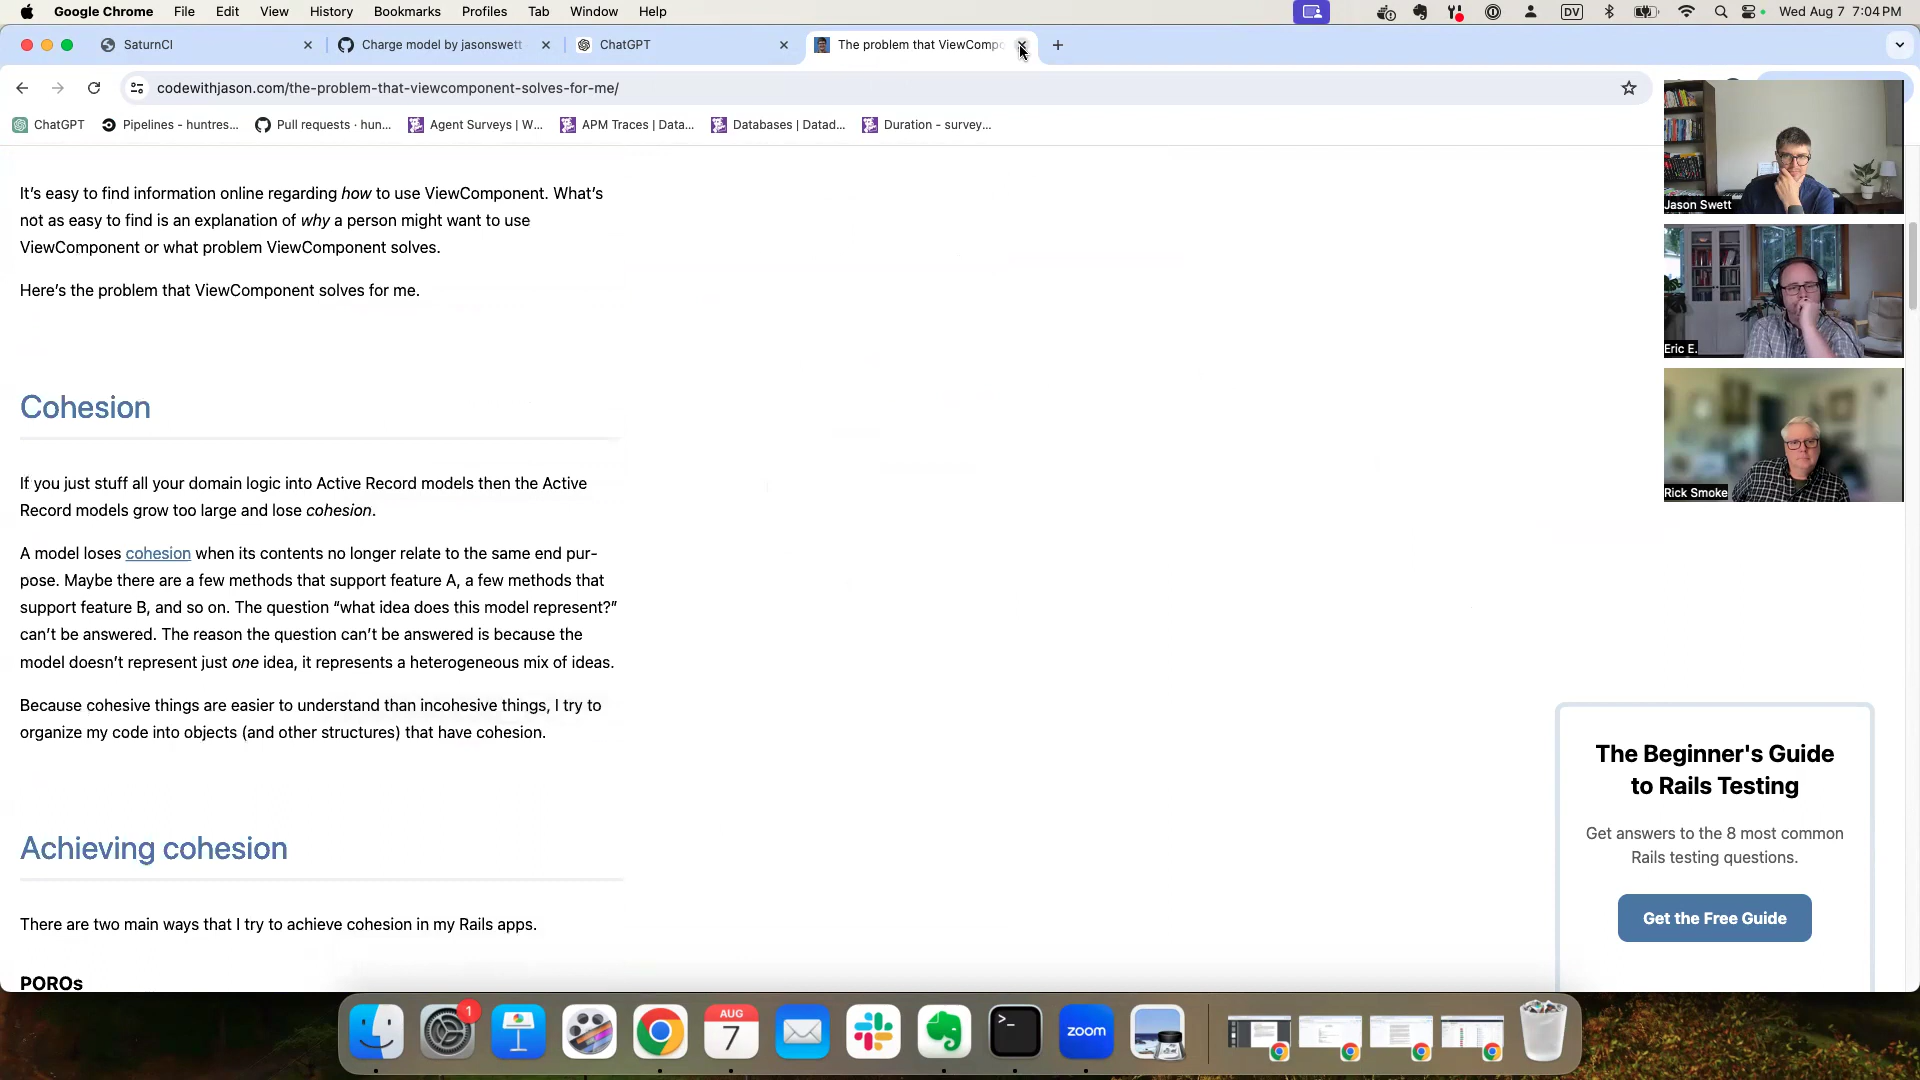 Google Chrome File Edit View History Bookmarks Profiles Tab Window Help DV Wed Aug 7 7:04 PM
SaturnCI Charge model by jasonswett ChatGPT The problem that ViewCompo
codewithjason.com/the-problem-that-viewcomponent-solves-for-me/
ChatGPT Pipelines - huntres... Pull requests · hun... Agent Surveys | W... APM Traces | Data... Databases | Datad... Duration - survey...
It's easy to find information online regarding how to use ViewComponent. What's
not as easy to find is an explanation of why a person might want to use
ViewComponent or what problem ViewComponent solves.
Here's the problem that ViewComponent solves for me.
Cohesion
If you just stuff all your domain logic into Active Record models then the Active
Record models grow too large and lose cohesion.
A model loses cohesion when its contents no longer relate to the same end pur-
pose. Maybe there are a few methods that support feature A, a few methods that
support feature B, and so on. The question “what idea does this model represent?”
can't be answered. The reason the question can't be answered is because the
model doesn't represent just one idea, it represents a heterogeneous mix of ideas.
Because cohesive things are easier to understand than incohesive things, I try to
organize my code into objects (and other structures) that have cohesion.
Achieving cohesion
There are two main ways that I try to achieve cohesion in my Rails apps.
POROs
Jason Swett
Eric E.
Rick Smoke
The Beginner's Guide
to Rails Testing
Get answers to the 8 most common
Rails testing questions.
Get the Free Guide
1
AUG
7
>_
zoom